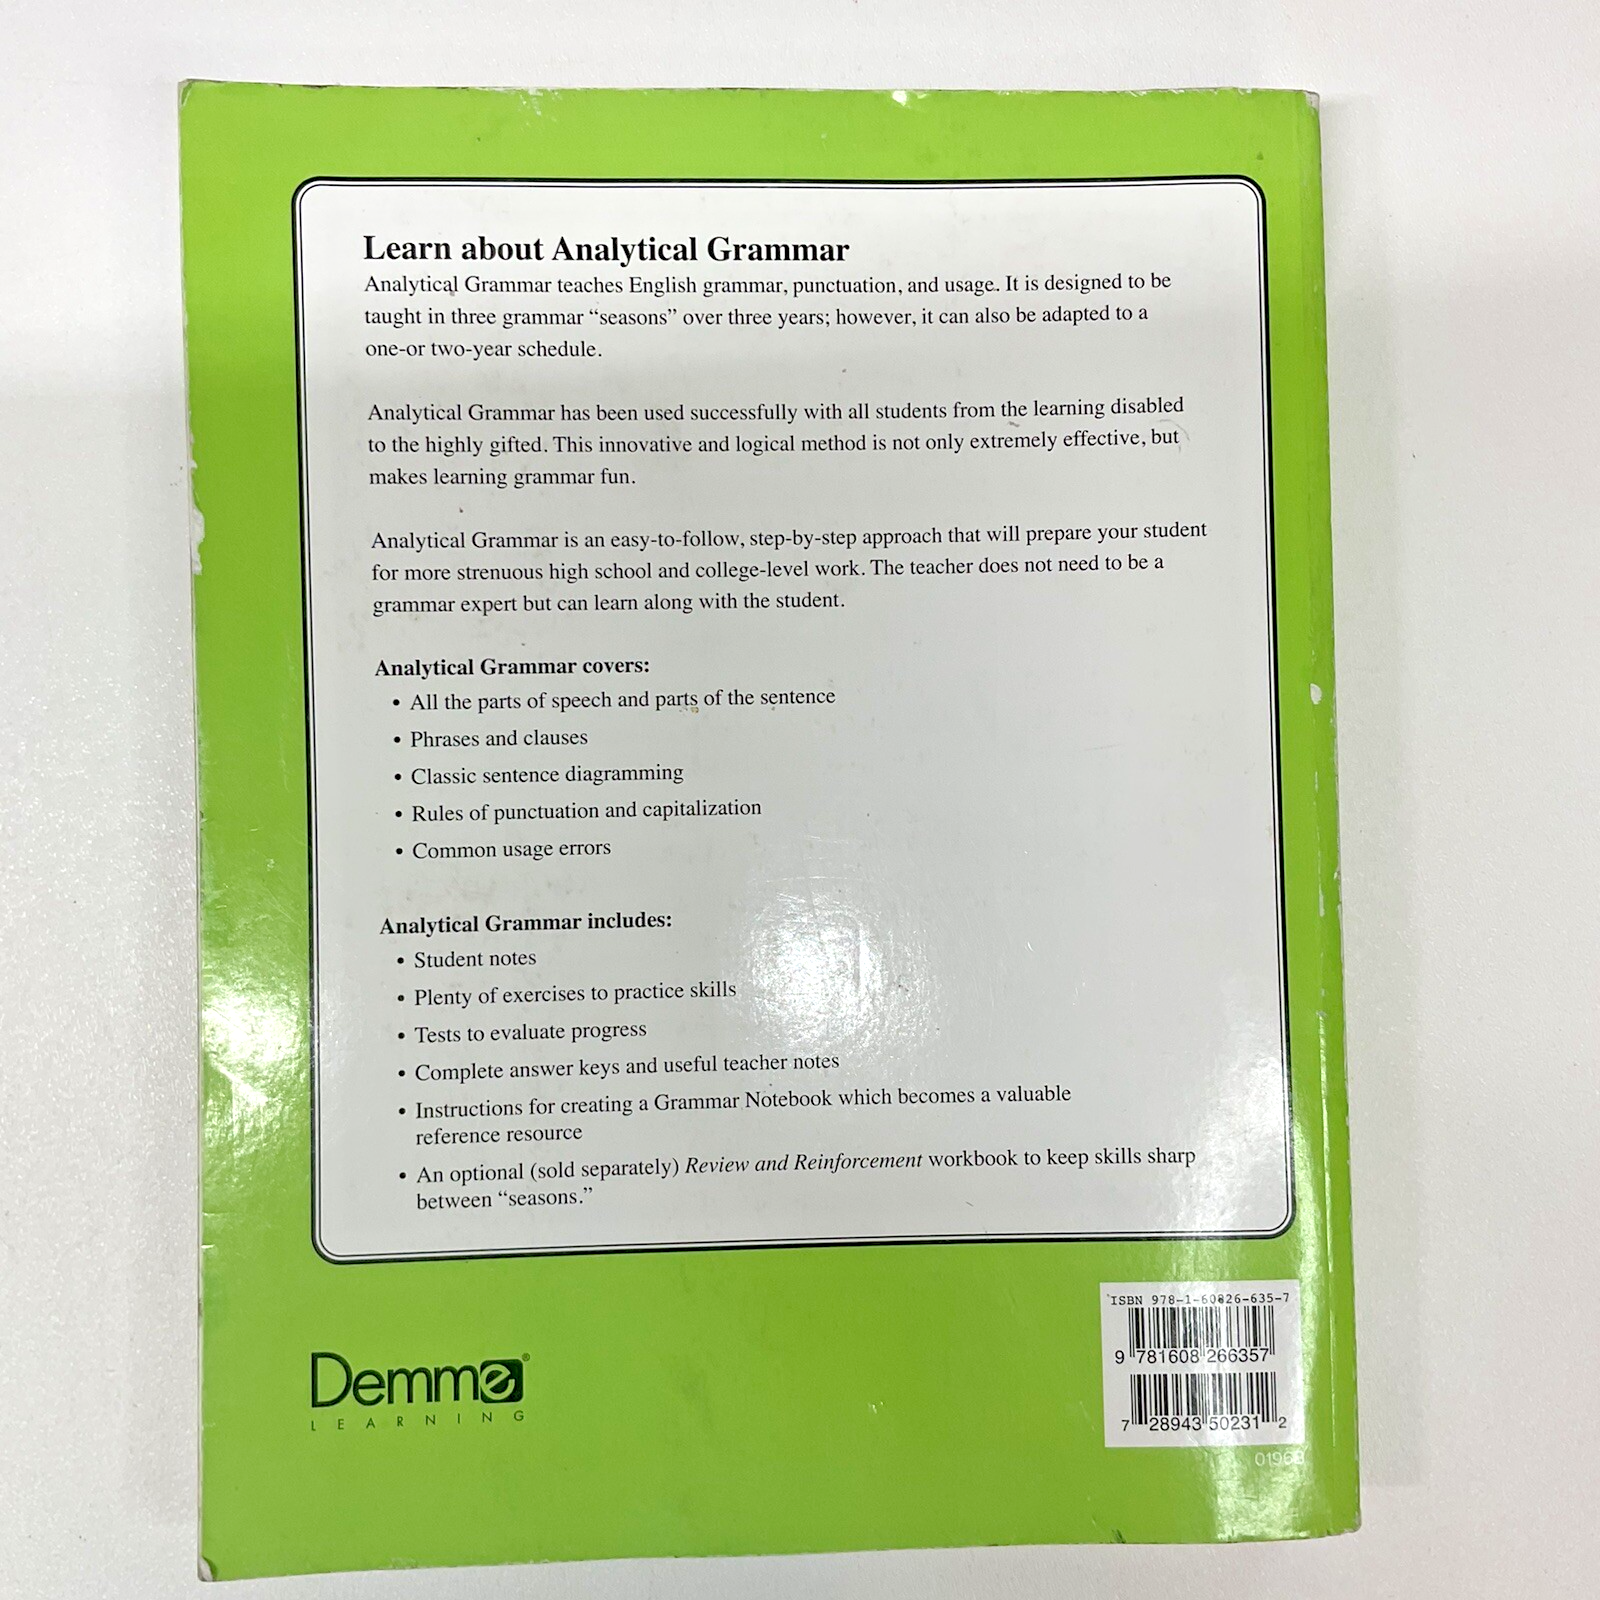 Learn about Analytical Grammar
Analytical Grammar teaches English grammar, punctuation, and usage. It is designed to be
taught in three grammar “seasons” over three years; however, it can also be adapted to a
one-or two-year schedule.
Analytical Grammar has been used successfully with all students from the learning disabled
to the highly gifted. This innovative and logical method is not only extremely effective, but
makes learning grammar fun.
Analytical Grammar is an easy-to-follow, step-by-step approach that will prepare your student
for more strenuous high school and college-level work. The teacher does not need to be a
grammar expert but can learn along with the student.
Analytical Grammar covers:
• All the parts of speech and parts of the sentence
• Phrases and clauses
• Classic sentence diagramming
• Rules of punctuation and capitalization
• Common usage errors
Analytical Grammar includes:
• Student notes
• Plenty of exercises to practice skills
• Tests to evaluate progress
• Complete answer keys and useful teacher notes
• Instructions for creating a Grammar Notebook which becomes a valuable
reference resource
• An optional (sold separately) Review and Reinforcement workbook to keep skills sharp
between “seasons.”
ISBN 978-1-60826-635-7
9 781608 266357
7 28943 50231 2
Demme®
LEARNING